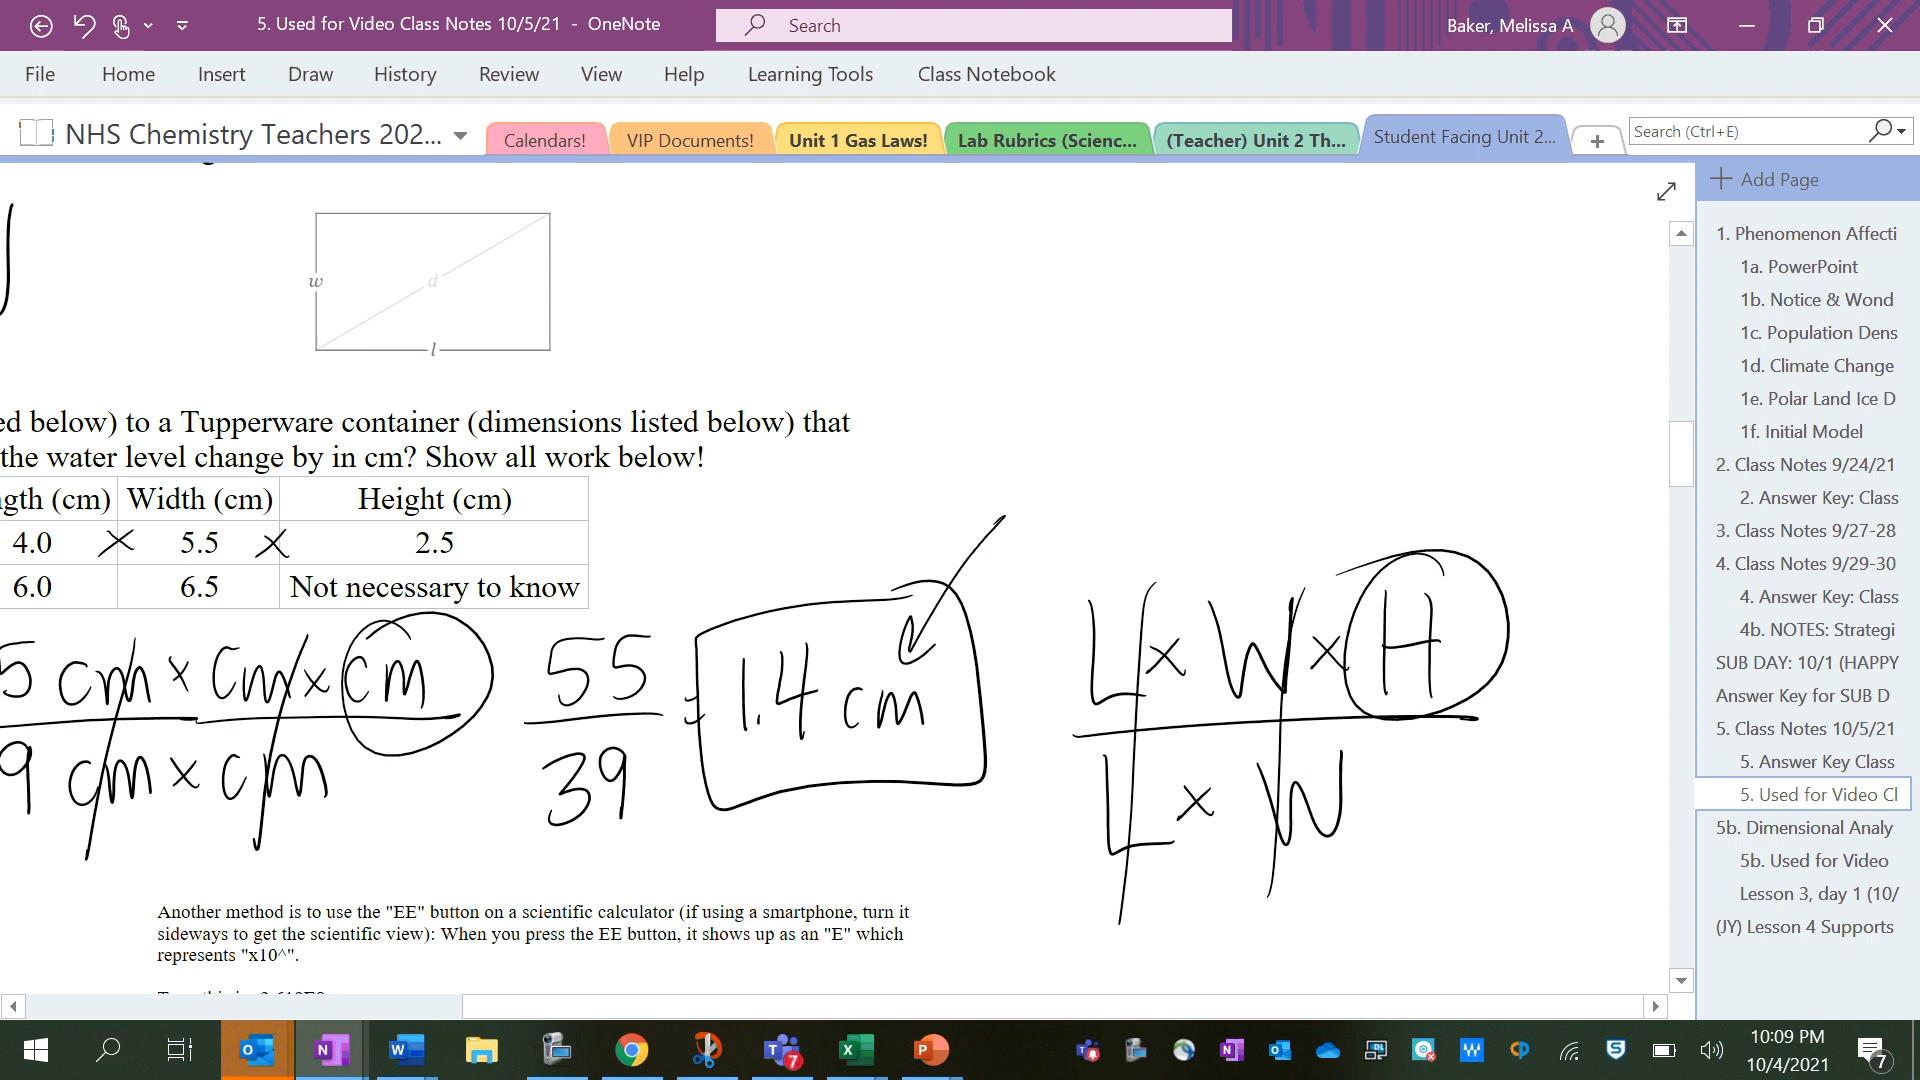 5. Used for Video Class Notes 10/5/21 - OneNote
Search
Baker, Melissa A
File Home Insert Draw History Review View Help Learning Tools Class Notebook
NHS Chemistry Teachers 202...
Calendars! VIP Documents! Unit 1 Gas Laws! Lab Rubrics (Scienc... (Teacher) Unit 2 Th... Student Facing Unit 2... +
Search (Ctrl+E)
Add Page
1. Phenomenon Affecti
1a. PowerPoint
1b. Notice & Wond
1c. Population Dens
1d. Climate Change
1e. Polar Land Ice D
1f. Initial Model
2. Class Notes 9/24/21
2. Answer Key: Class
3. Class Notes 9/27-28
4. Class Notes 9/29-30
4. Answer Key: Class
4b. NOTES: Strategi
SUB DAY: 10/1 (HAPPY
Answer Key for SUB D
5. Class Notes 10/5/21
5. Answer Key Class
5. Used for Video Cl
5b. Dimensional Analy
5b. Used for Video
Lesson 3, day 1 (10/
(JY) Lesson 4 Supports
w
d
l
ed below) to a Tupperware container (dimensions listed below) that
the water level change by in cm? Show all work below!
ngth (cm) Width (cm) Height (cm)
4.0 × 5.5 × 2.5
6.0 6.5 Not necessary to know
5 cm × cm × cm
9 cm × cm
55
39
= 1.4 cm
L × W × H
L × W
Another method is to use the "EE" button on a scientific calculator (if using a smartphone, turn it
sideways to get the scientific view): When you press the EE button, it shows up as an "E" which
represents "x10^".
10:09 PM
10/4/2021
7
7